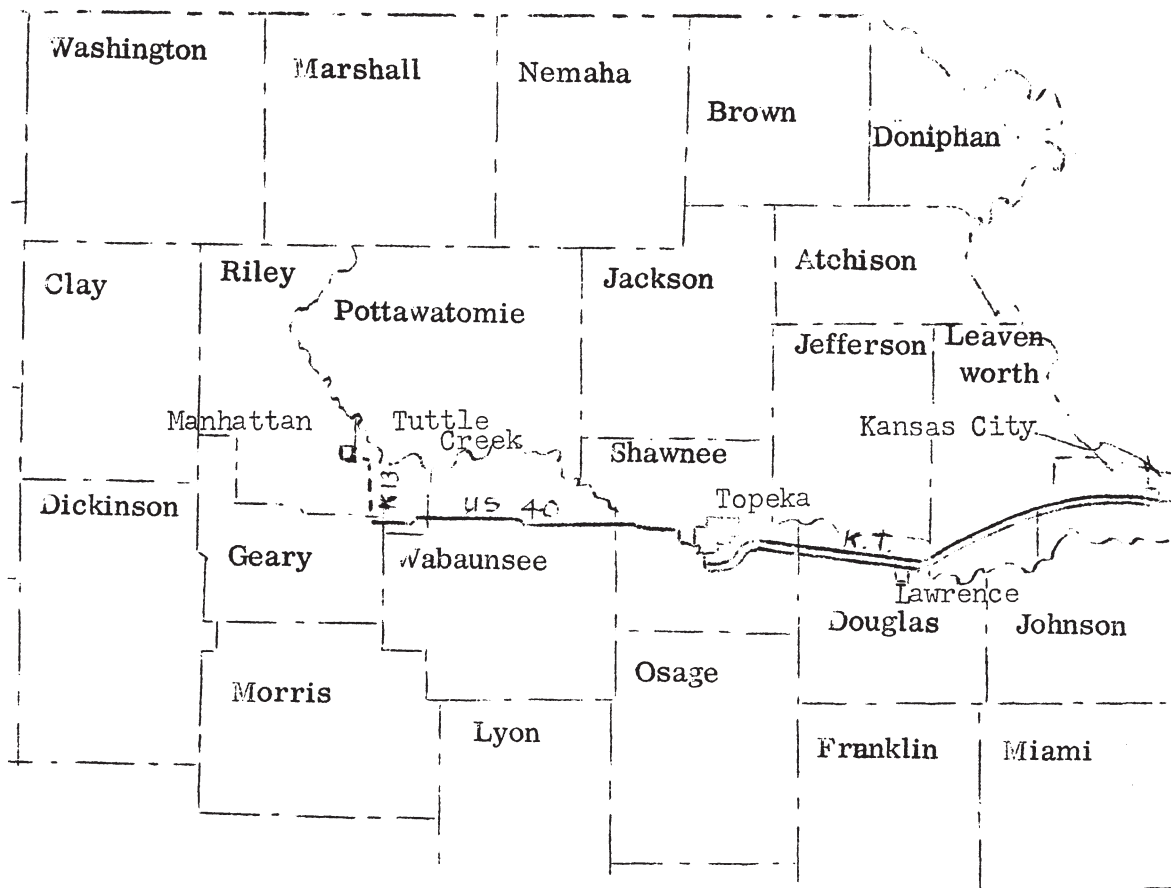 Washington
Marshall
Nemaha
Brown
Doniphan
Clay
Riley
Pottawatomie
Jackson
Atchison
Jefferson
Leaven
worth
Manhattan
Tuttle
Creek
Kansas City
Shawnee
Dickinson
K13
US 40
Topeka
K.T
Geary
Wabaunsee
Lawrence
Douglas
Johnson
Morris
Osage
Lyon
Franklin
Miami